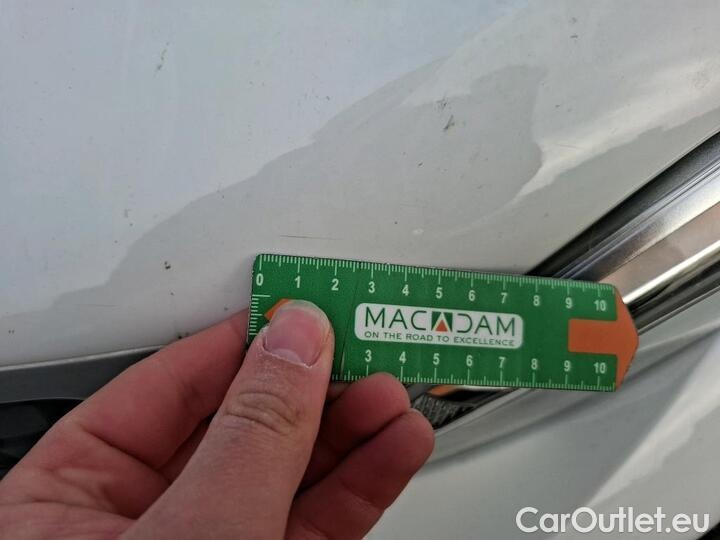 0 1 2 3 4 5 6 7 8 9 10
MACADAM
ON THE ROAD TO EXCELLENCE
3 4 5 6 7 8 9 10
CarOutlet.eu